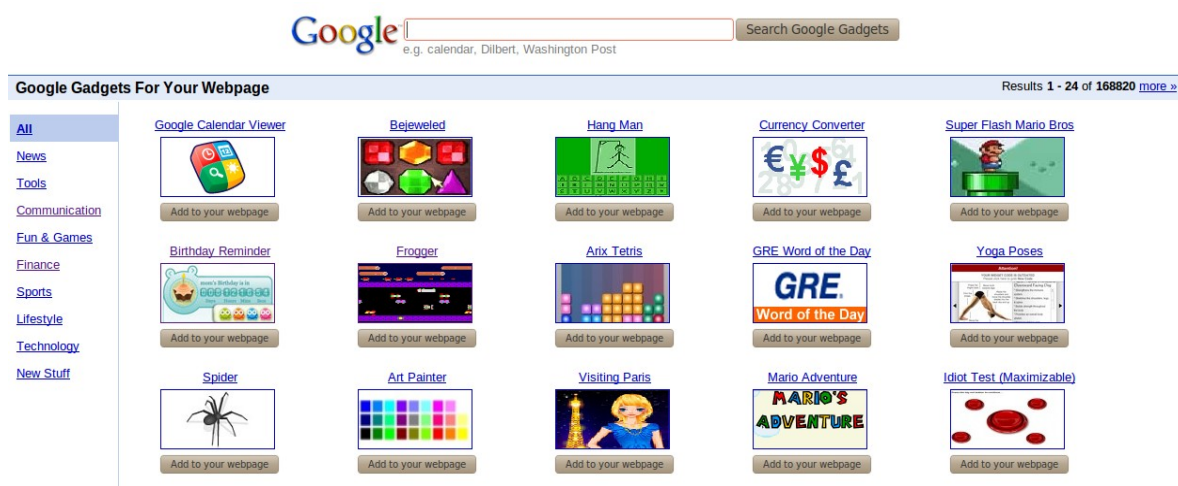 Google Search Google Gadgets
e.g. calendar, Dilbert, Washington Post
Google Gadgets For Your Webpage Results 1 - 24 of 168820 more »
All
News
Tools
Communication
Fun & Games
Finance
Sports
Lifestyle
Technology
New Stuff
Google Calendar Viewer Bejeweled Hang Man Currency Converter Super Flash Mario Bros
€ ¥ $ £
Add to your webpage Add to your webpage Add to your webpage Add to your webpage Add to your webpage
Birthday Reminder Frogger Arix Tetris GRE Word of the Day Yoga Poses
mom's Birthday is in
GRE
Word of the Day
Attention!
Add to your webpage Add to your webpage Add to your webpage Add to your webpage Add to your webpage
Spider Art Painter Visiting Paris Mario Adventure Idiot Test (Maximizable)
MARIO'S
ADVENTURE
Add to your webpage Add to your webpage Add to your webpage Add to your webpage Add to your webpage